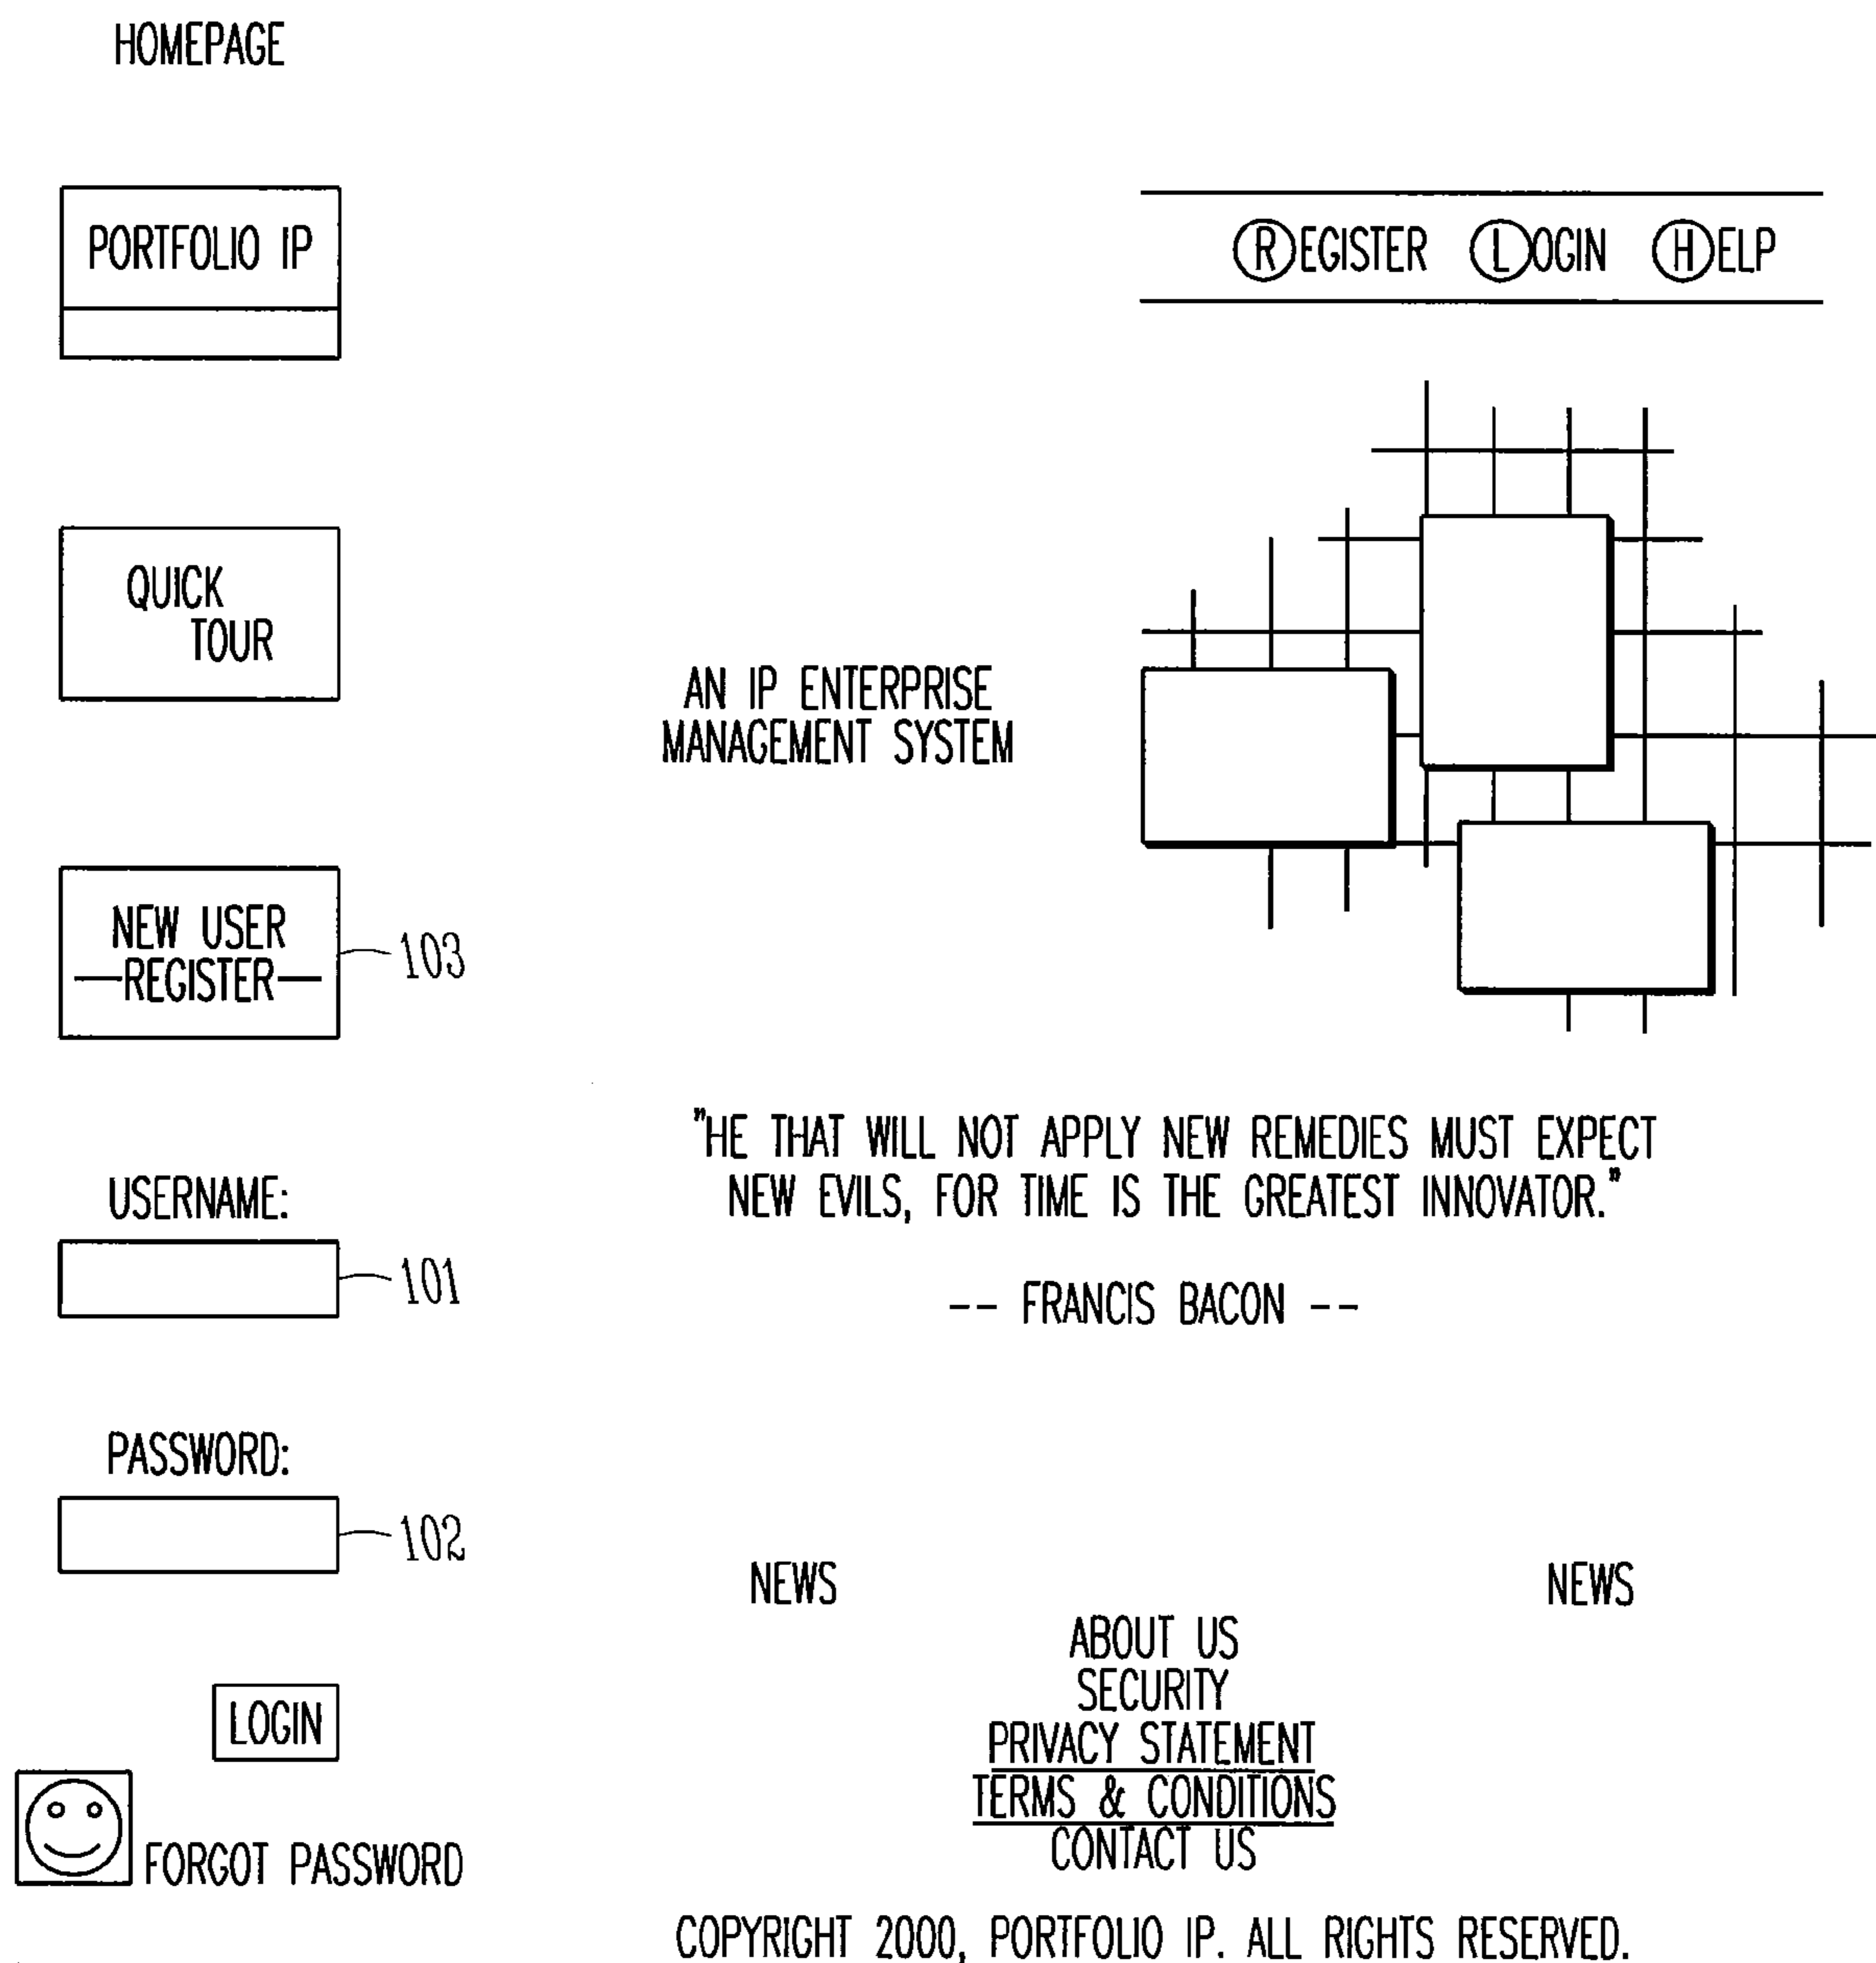 HOMEPAGE
PORTFOLIO IP
REGISTER LOGIN HELP
QUICK
TOUR
AN IP ENTERPRISE
MANAGEMENT SYSTEM
NEW USER
—REGISTER—
103
"HE THAT WILL NOT APPLY NEW REMEDIES MUST EXPECT
NEW EVILS, FOR TIME IS THE GREATEST INNOVATOR."
-- FRANCIS BACON --
USERNAME:
101
PASSWORD:
102
LOGIN
FORGOT PASSWORD
NEWS NEWS
ABOUT US
SECURITY
PRIVACY STATEMENT
TERMS & CONDITIONS
CONTACT US
COPYRIGHT 2000, PORTFOLIO IP. ALL RIGHTS RESERVED.